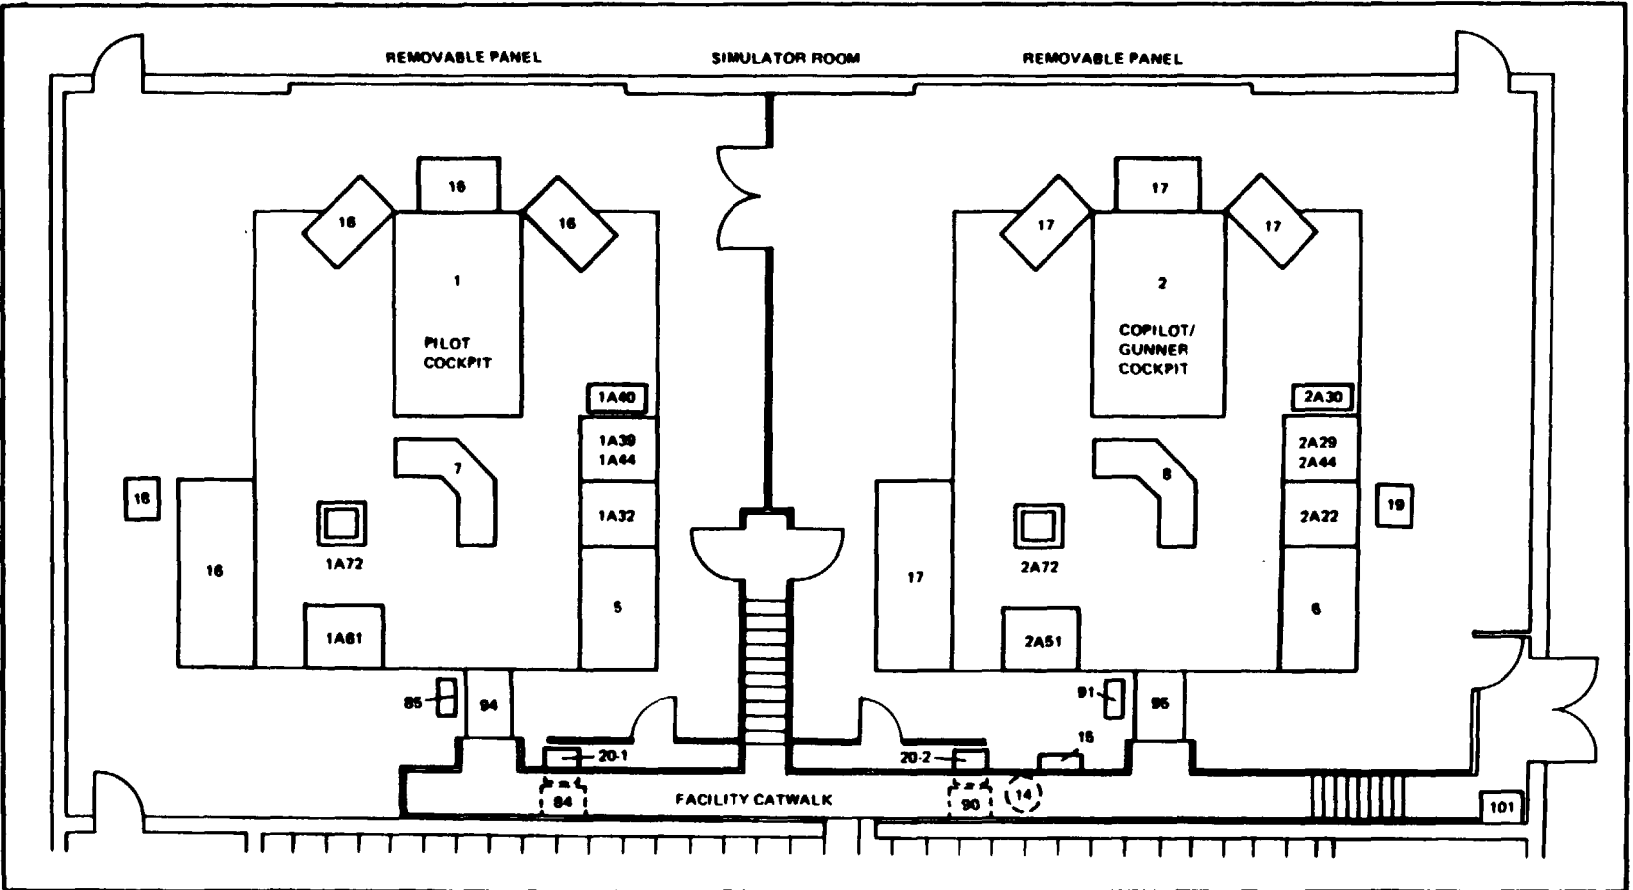 REMOVABLE PANEL SIMULATOR ROOM REMOVABLE PANEL
16 17
16 16 17 17
1 2
PILOT
COCKPIT
COPILOT/
GUNNER
COCKPIT
1A40 2A30
1A39
1A44
2A29
2A44
7 8
18 1A32 2A22 19
1A72 2A72
16 5 17 6
1A61 2A51
85 94 91 95
20-1 20-2 15
84 FACILITY CATWALK 90 14 101